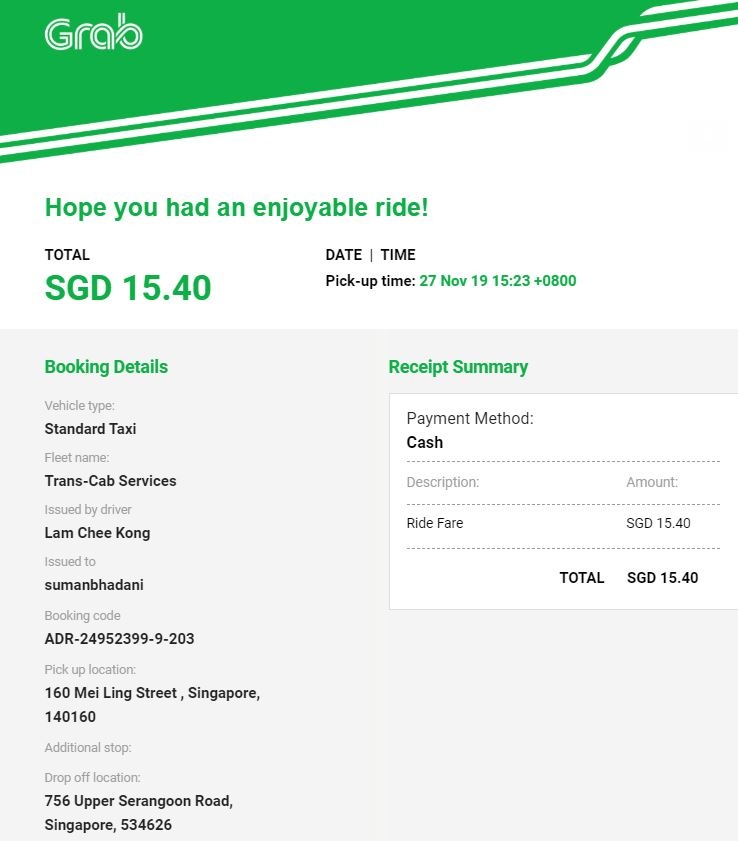 Grab
Hope you had an enjoyable ride!
TOTAL
SGD 15.40
DATE | TIME
Pick-up time: 27 Nov 19 15:23 +0800
Booking Details
Vehicle type:
Standard Taxi
Fleet name:
Trans-Cab Services
Issued by driver
Lam Chee Kong
Issued to
sumanbhadani
Booking code
ADR-24952399-9-203
Pick up location:
160 Mei Ling Street , Singapore,
140160
Additional stop:
Drop off location:
756 Upper Serangoon Road,
Singapore, 534626
Receipt Summary
Payment Method:
Cash
Description: Amount:
Ride Fare SGD 15.40
TOTAL SGD 15.40